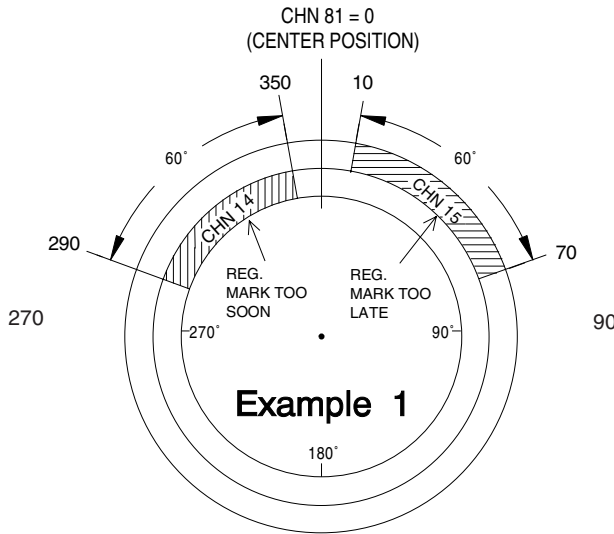 CHN 81 = 0
(CENTER POSITION)
350
10
60°
60°
CHN 14
CHN 15
290
70
REG.
MARK TOO
SOON
REG.
MARK TOO
LATE
270
270°
90°
90
Example 1
180°